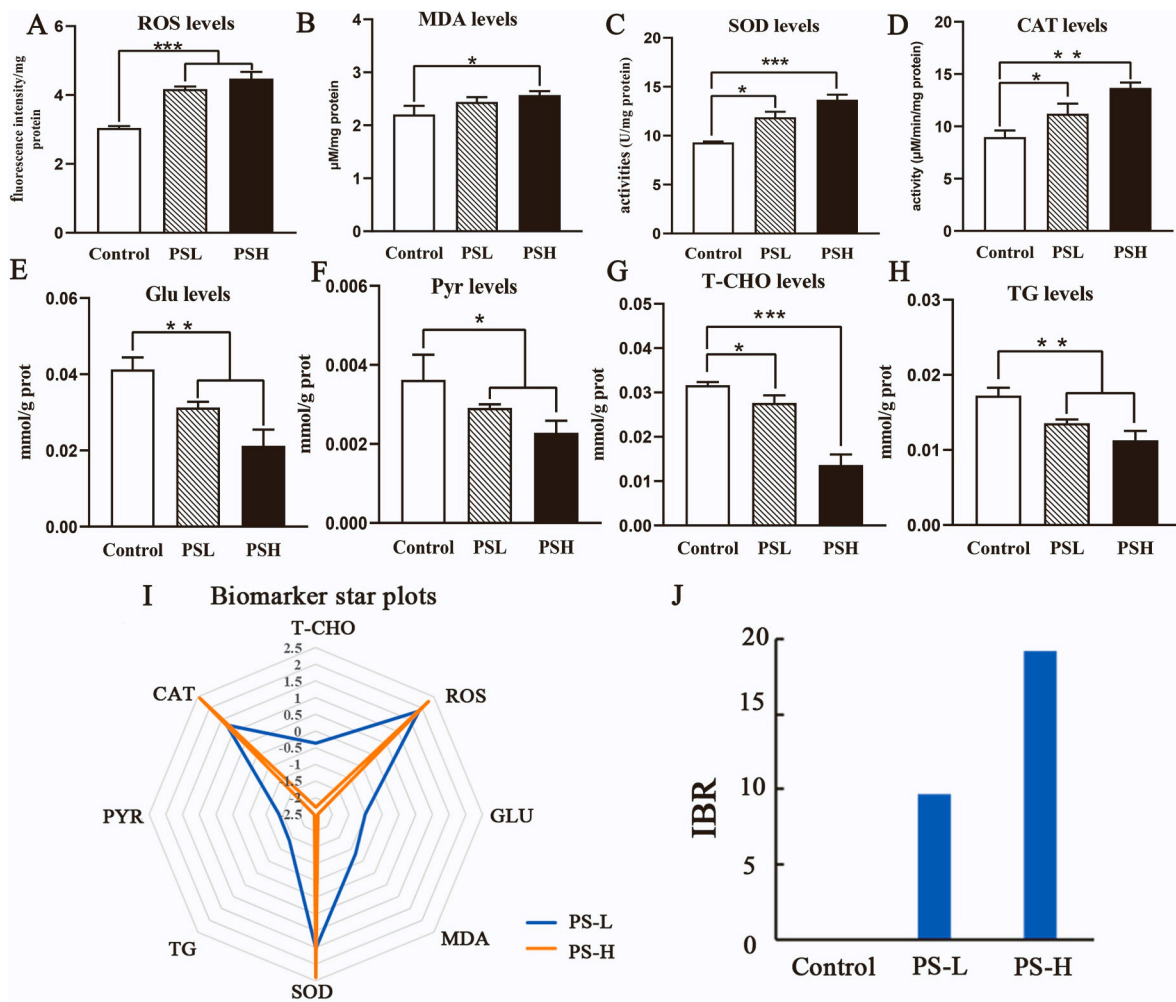 A
ROS levels
fluorescence intensity/mg
protein
6
4
2
0
***
Control PSL PSH
B
MDA levels
µM/mg protein
4
3
2
1
0
*
Control PSL PSH
C
SOD levels
activities (U/mg protein)
20
15
10
5
0
***
*
Control PSL PSH
D
CAT levels
activity (µM/min/mg protein)
20
15
10
5
0
* *
*
Control PSL PSH
E
Glu levels
mmol/g prot
0.06
0.04
0.02
0.00
* *
Control PSL PSH
F
Pyr levels
mmol/g prot
0.006
0.004
0.002
0.000
*
Control PSL PSH
G
T-CHO levels
mmol/g prot
0.05
0.04
0.03
0.02
0.01
0.00
***
*
Control PSL PSH
H
TG levels
mmol/g prot
0.03
0.02
0.01
0.00
* *
Control PSL PSH
I
Biomarker star plots
T-CHO
2.5
2
1.5
1
0.5
0
-0.5
-1
-1.5
-2
-2.5
ROS
GLU
MDA
SOD
TG
PYR
CAT
PS-L
PS-H
J
IBR
20
15
10
5
0
Control PS-L PS-H